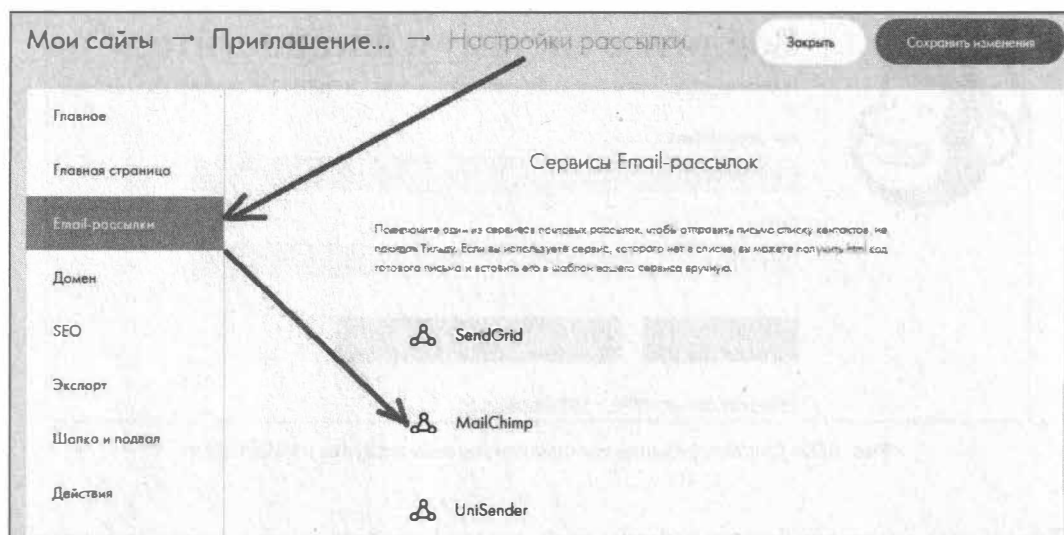 Мои сайты → Приглашение... → Настройки рассылки
Закрыть
Сохранить изменения
Главное
Главная страница
Email-рассылки
Домен
SEO
Экспорт
Шапка и подвал
Действия
Сервисы Email-рассылок
Подключите один из сервисов почтовых рассылок, чтобы отправить письмо списку контактов, не
покидая Тильду. Если вы используете сервис, которого нет в списке, вы можете получить html код
готового письма и вставить его в шаблон вашего сервиса вручную.
SendGrid
MailChimp
UniSender